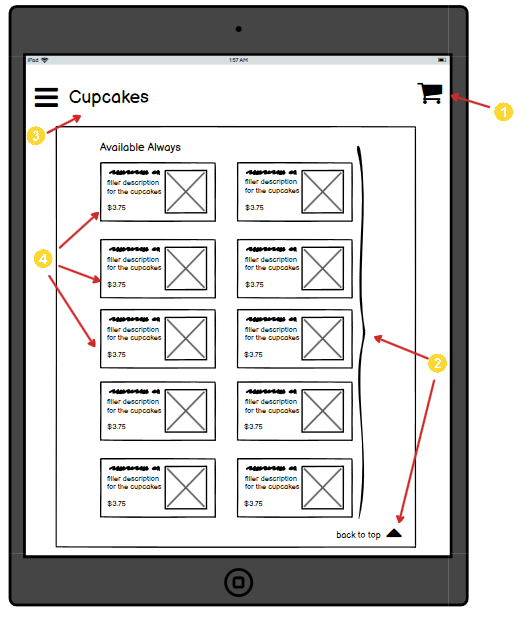 iPad 1:57 AM
Cupcakes
1
3
Available Always
filler description
for the cupcakes
$3.75
filler description
for the cupcakes
$3.75
4
filler description
for the cupcakes
$3.75
filler description
for the cupcakes
$3.75
filler description
for the cupcakes
$3.75
filler description
for the cupcakes
$3.75
2
filler description
for the cupcakes
$3.75
filler description
for the cupcakes
$3.75
filler description
for the cupcakes
$3.75
filler description
for the cupcakes
$3.75
back to top